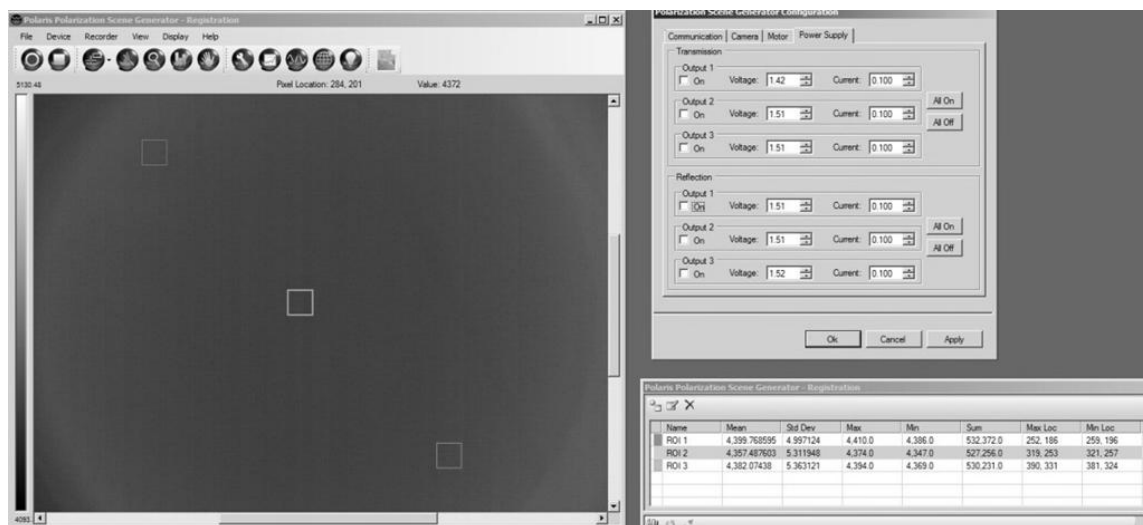 Polaris Polarization Scene Generator - Registration
File Device Recorder View Display Help
5130.48 Pixel Location: 284, 201 Value: 4372
4093.
Polarization Scene Generator Configuration
Communication Camera Motor Power Supply
Transmission
Output 1
On Voltage: 1.42 Current: 0.100
Output 2
On Voltage: 1.51 Current: 0.100
All On
All Off
Output 3
On Voltage: 1.51 Current: 0.100
Reflection
Output 1
On Voltage: 1.51 Current: 0.100
Output 2
On Voltage: 1.51 Current: 0.100
All On
All Off
Output 3
On Voltage: 1.52 Current: 0.100
Ok Cancel Apply
Polaris Polarization Scene Generator - Registration
Name Mean Std Dev Max Min Sum Max Loc Min Loc
ROI 1 4,399.768595 4.997124 4,410.0 4,386.0 532,372.0 252, 186 259, 196
ROI 2 4,357.487603 5.311948 4,374.0 4,347.0 527,256.0 319, 253 321, 257
ROI 3 4,382.07438 5.363121 4,394.0 4,369.0 530,231.0 390, 331 381, 324